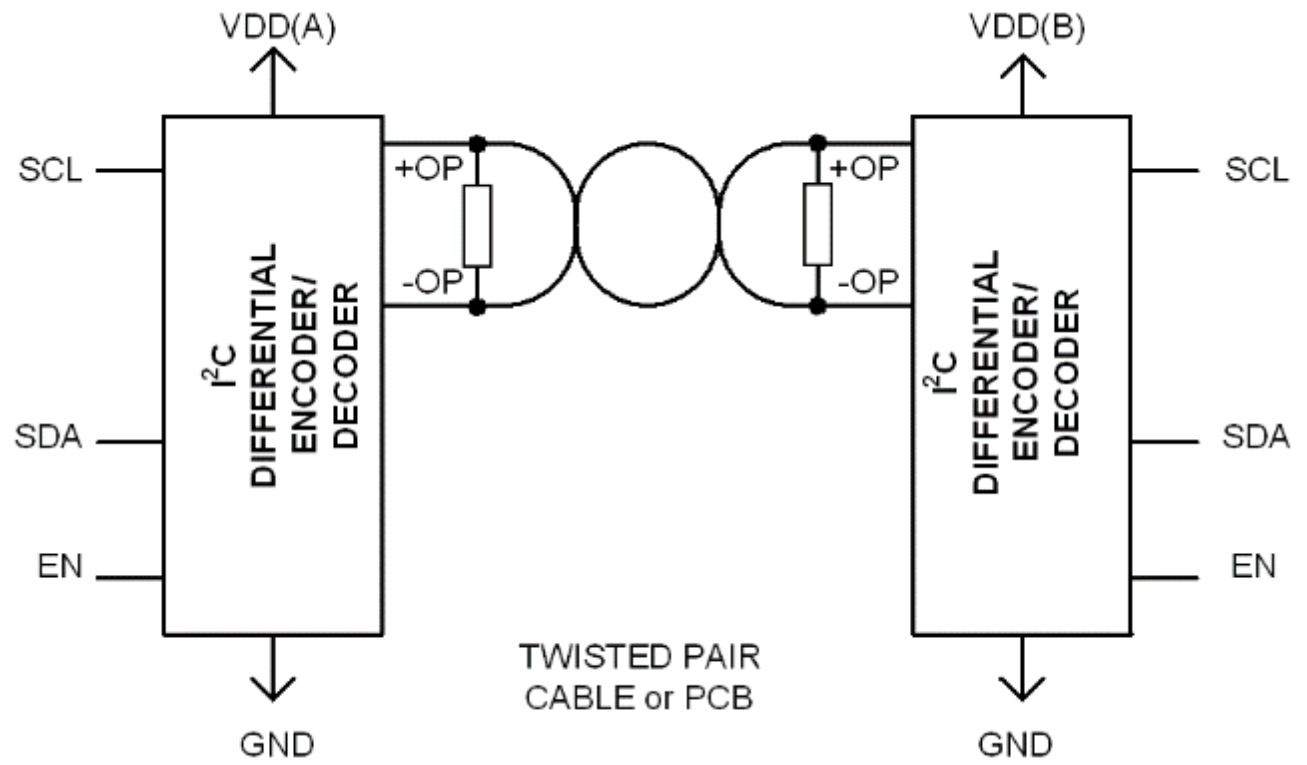 VDD(A)
VDD(B)
SCL
+OP
+OP
SCL
-OP
-OP
I²C
DIFFERENTIAL
ENCODER/
DECODER
I²C
DIFFERENTIAL
ENCODER/
DECODER
SDA
SDA
EN
EN
TWISTED PAIR
CABLE or PCB
GND
GND